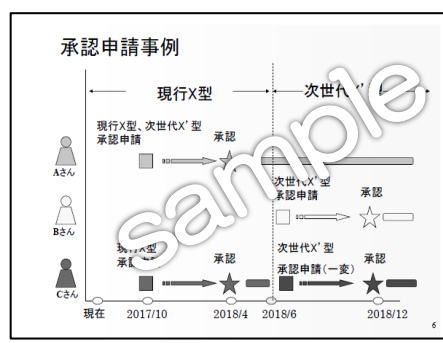 承認申請事例
現行X型
次世代X’型
現行X型、次世代X’型
承認申請
承認
Aさん
次世代X’型
承認申請
承認
Bさん
現行X型
承認申請
承認
次世代X’型
承認申請(一変)
承認
Cさん
現在
2017/10
2018/4
2018/6
2018/12
6
sample